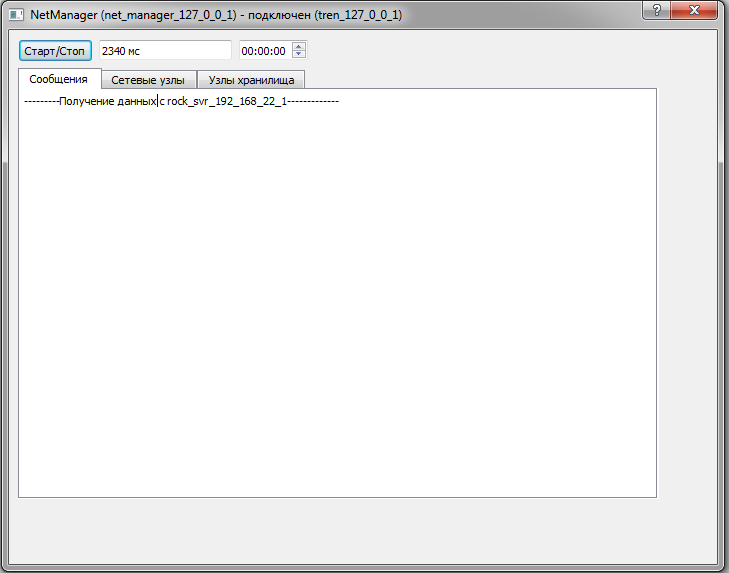 NetManager (net_manager_127_0_0_1) - подключен (tren_127_0_0_1)
Старт/Стоп 2340 мс 00:00:00
Сообщения Сетевые узлы Узлы хранилища
---------Получение данных с rock_svr_192_168_22_1-------------